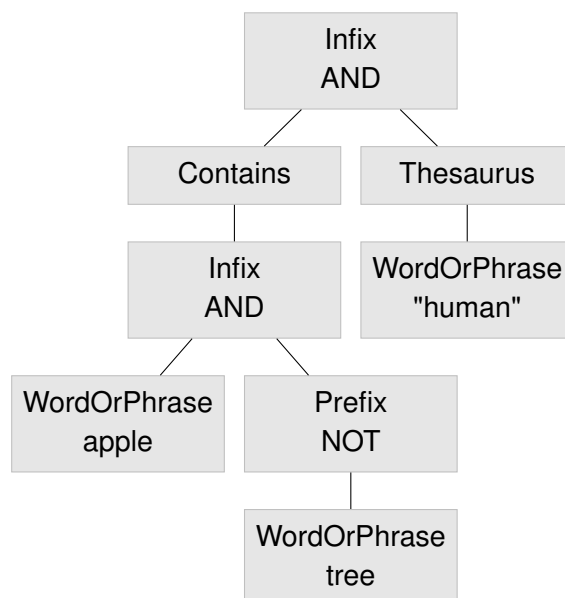 Infix
AND
Contains
Thesaurus
Infix
AND
WordOrPhrase
"human"
WordOrPhrase
apple
Prefix
NOT
WordOrPhrase
tree